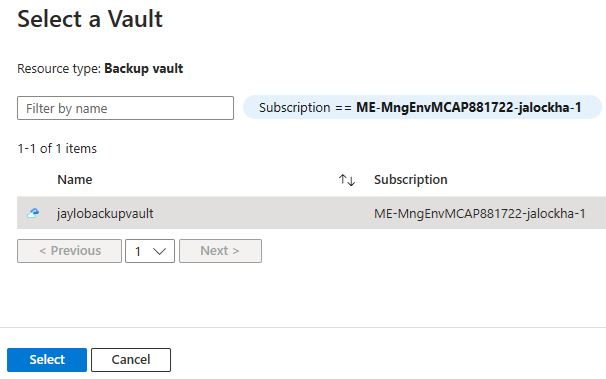 Select a Vault
Resource type: Backup vault
Filter by name
Subscription == ME-MngEnvMCAP881722-jalockha-1
1-1 of 1 items
Name ↑↓ Subscription
jaylobackupvault ME-MngEnvMCAP881722-jalockha-1
< Previous 1 Next >
Select Cancel